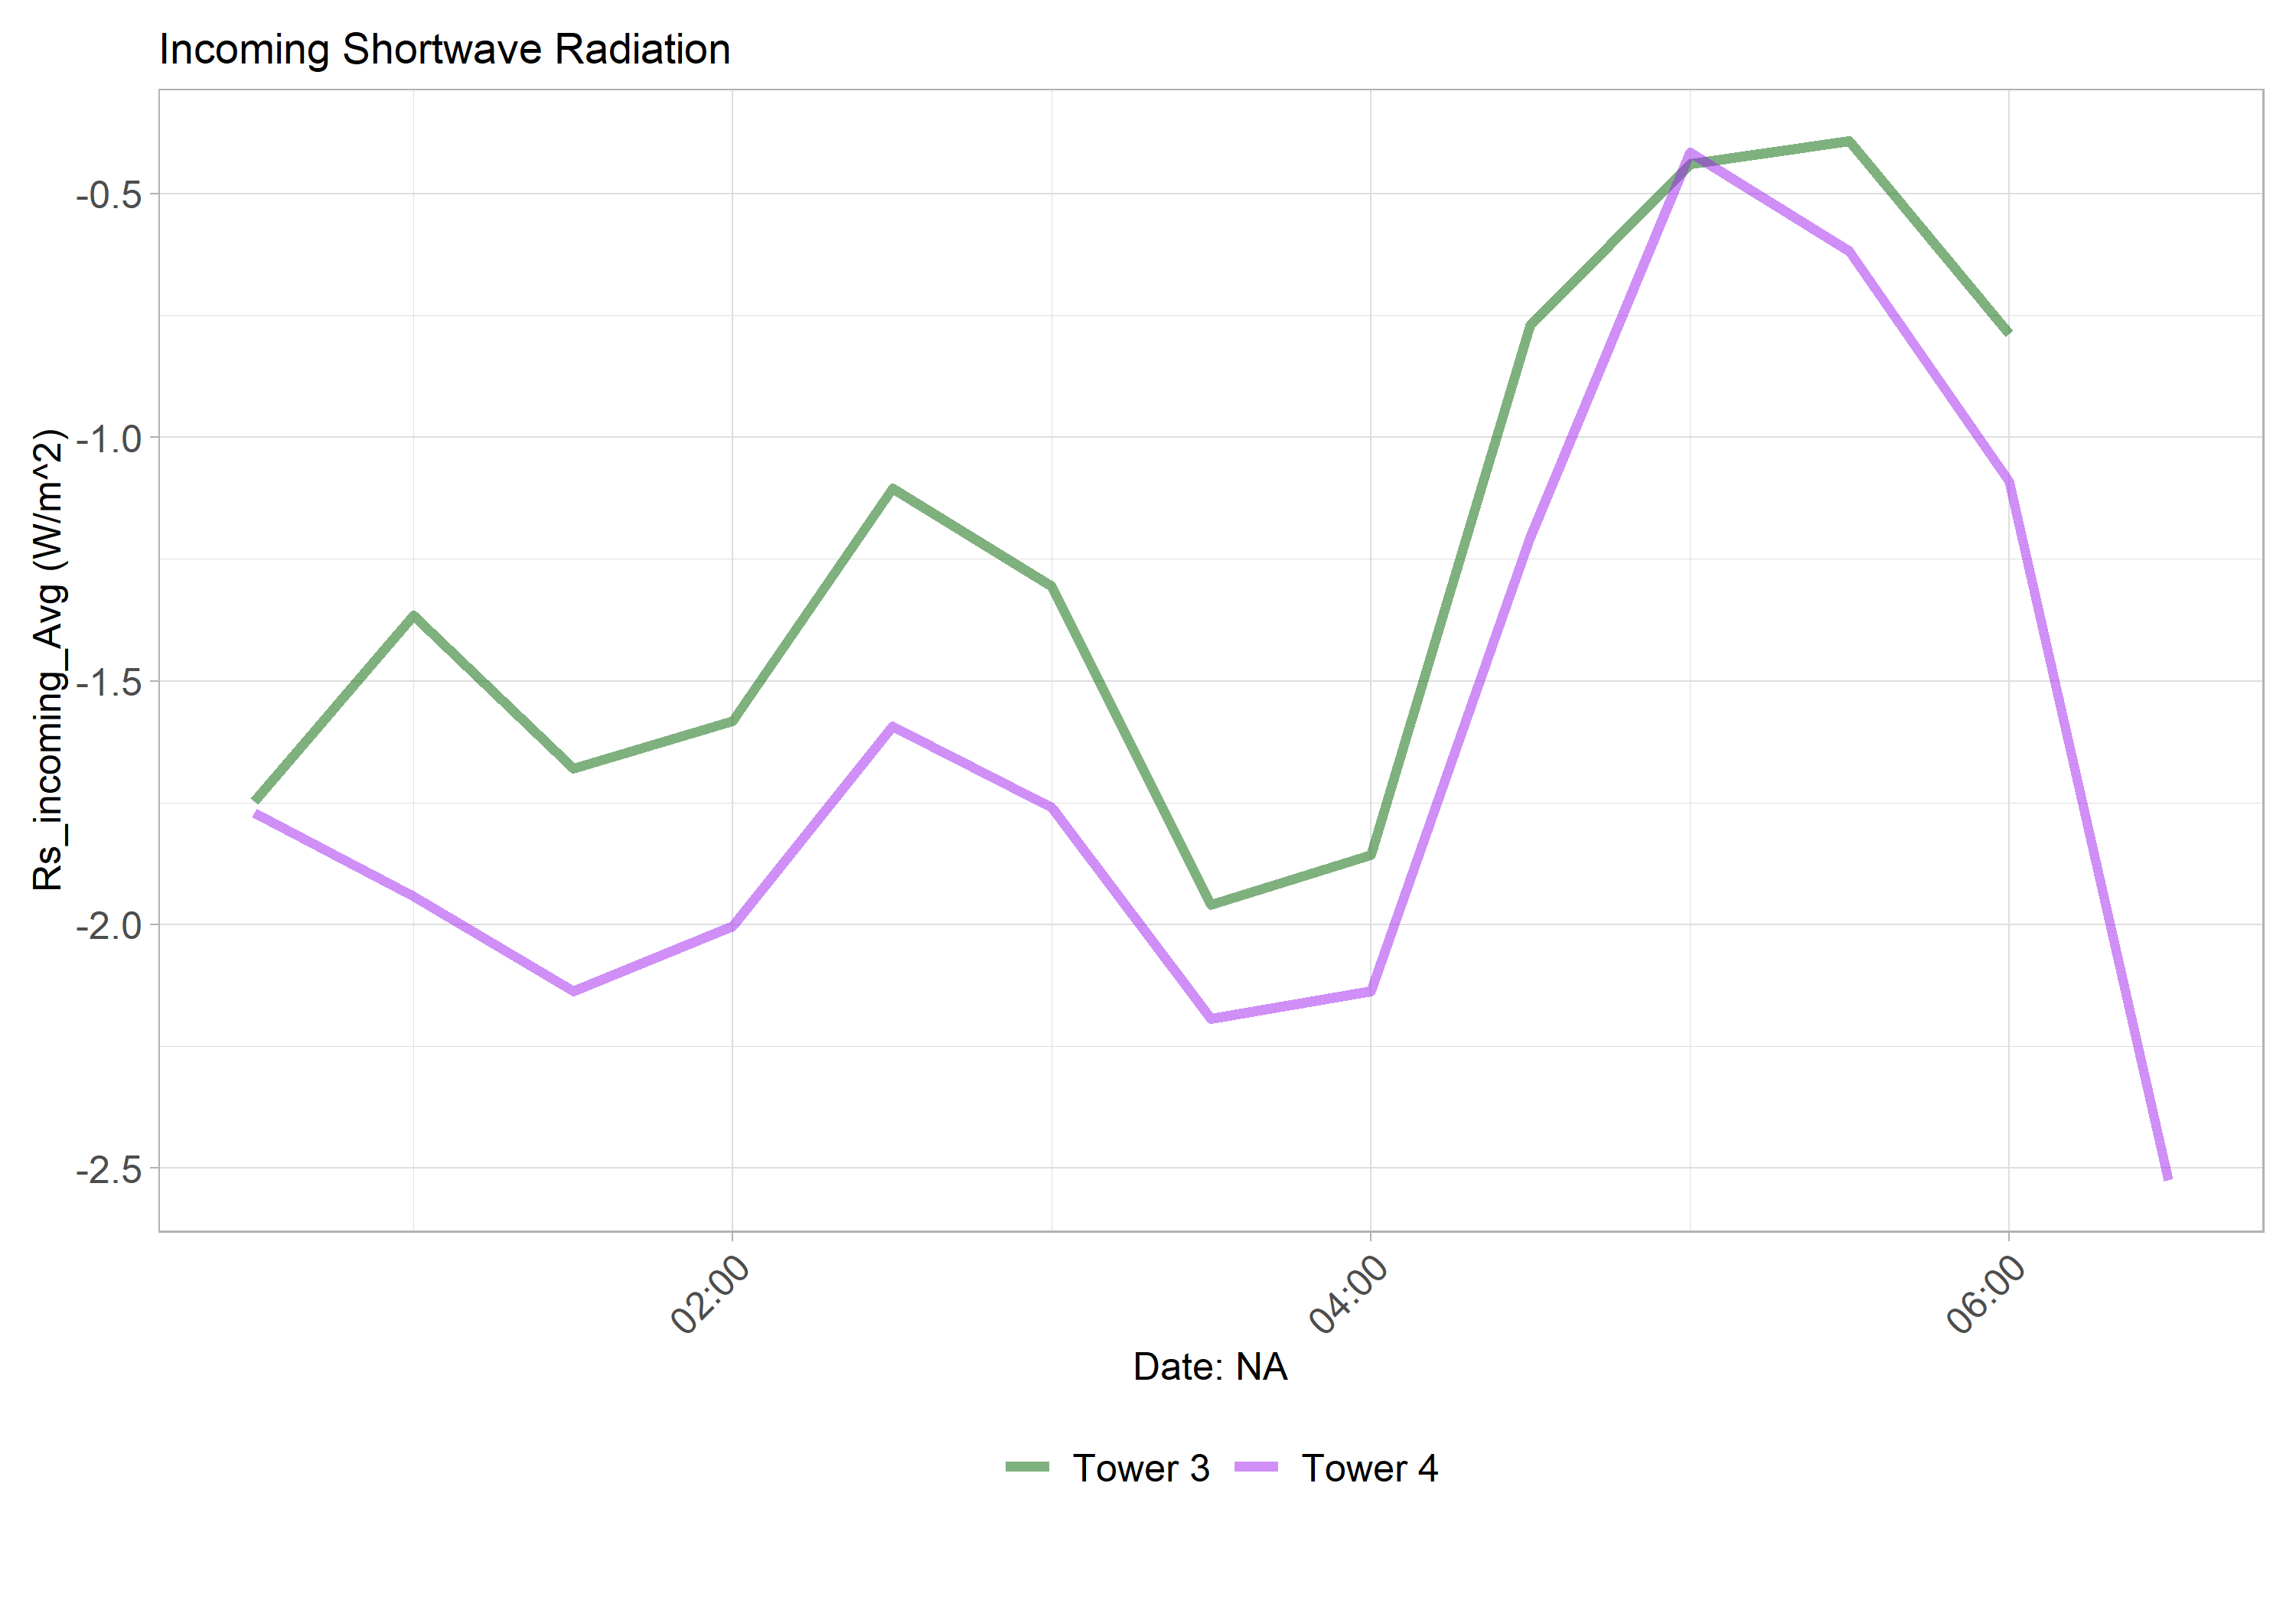 Incoming Shortwave Radiation
Rs_incoming_Avg (W/m^2)
-0.5
-1.0
-1.5
-2.0
-2.5
02:00
04:00
06:00
Date: NA
Tower 3
Tower 4